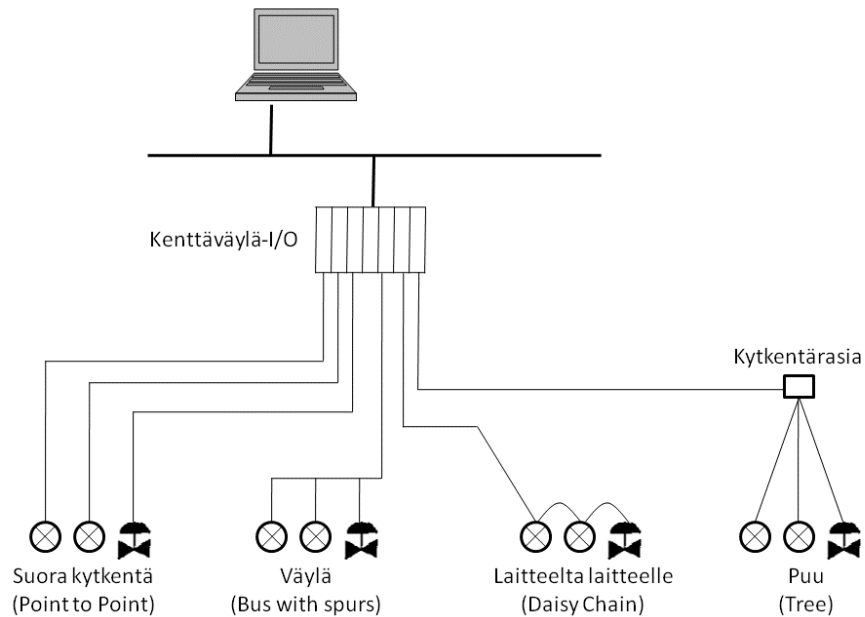 Kenttäväylä-I/O
Kytkentärasia
Suora kytkentä
(Point to Point)
Väylä
(Bus with spurs)
Laitteelta laitteelle
(Daisy Chain)
Puu
(Tree)